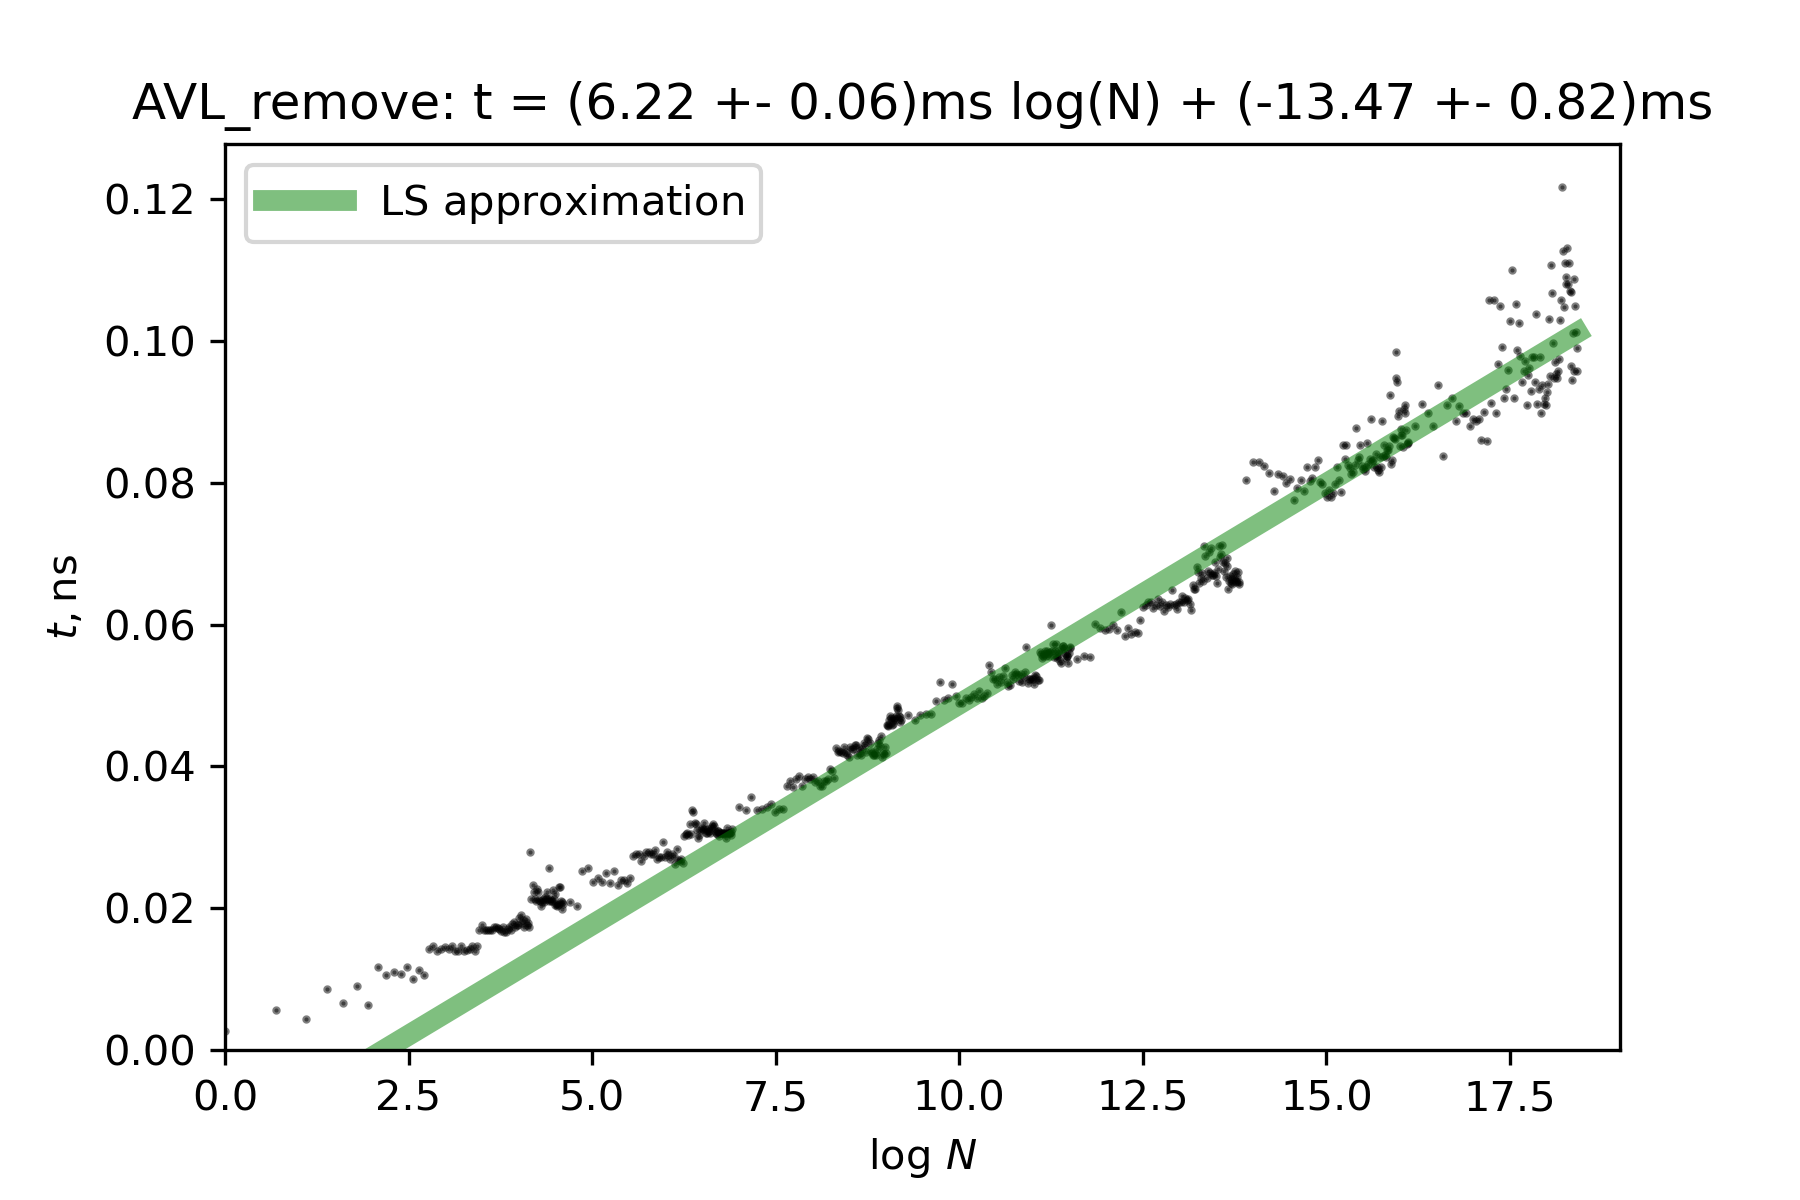 AVL_remove: t = (6.22 +- 0.06)ms log(N) + (-13.47 +- 0.82)ms
LS approximation
0.12
0.10
0.08
0.06
0.04
0.02
0.00
t, ns
0.0 2.5 5.0 7.5 10.0 12.5 15.0 17.5
log N